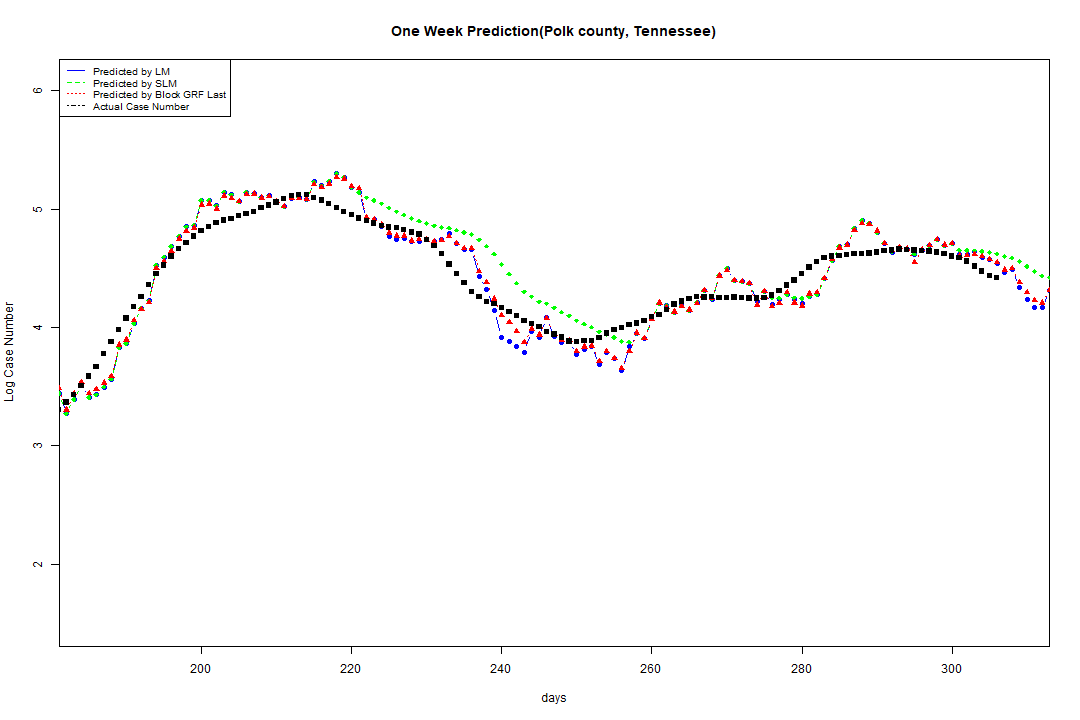 One Week Prediction(Polk county, Tennessee)
Predicted by LM
Predicted by SLM
Predicted by Block GRF Last
Actual Case Number
6
5
4
3
2
Log Case Number
200 220 240 260 280 300
days